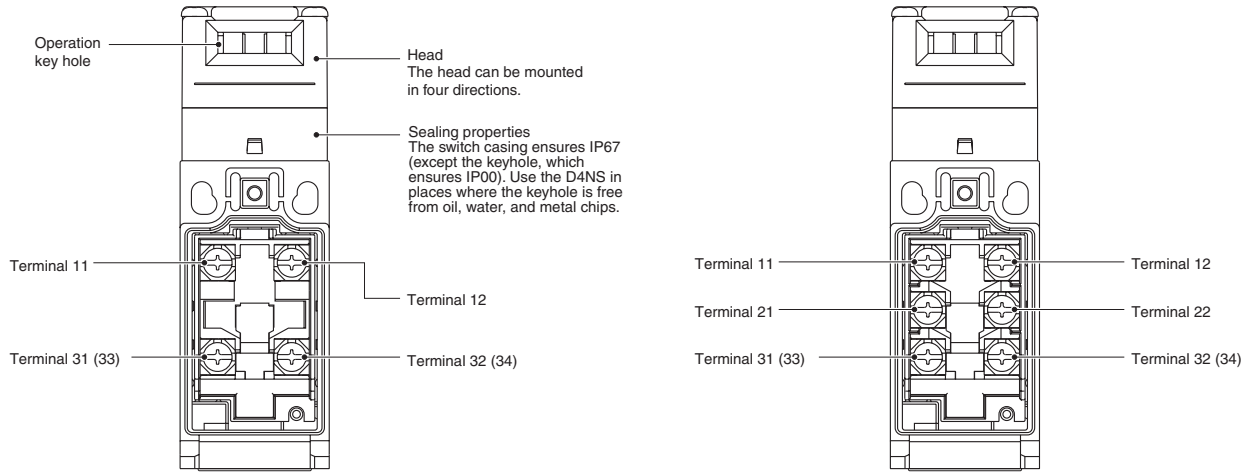 Operation
key hole
Head
The head can be mounted
in four directions.
Sealing properties
The switch casing ensures IP67
(except the keyhole, which
ensures IP00). Use the D4NS in
places where the keyhole is free
from oil, water, and metal chips.
Terminal 11
Terminal 12
Terminal 31 (33)
Terminal 32 (34)
Terminal 11
Terminal 12
Terminal 21
Terminal 22
Terminal 31 (33)
Terminal 32 (34)